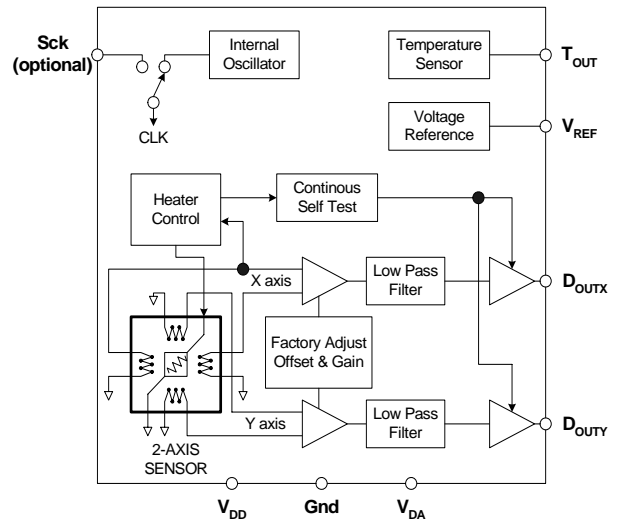 Sck
(optional)
Internal
Oscillator
CLK
Temperature
Sensor
TOUT
Voltage
Reference
VREF
Heater
Control
Continous
Self Test
X axis
Low Pass
Filter
DOUTX
Factory Adjust
Offset & Gain
Y axis
Low Pass
Filter
DOUTY
2-AXIS
SENSOR
VDD
Gnd
VDA